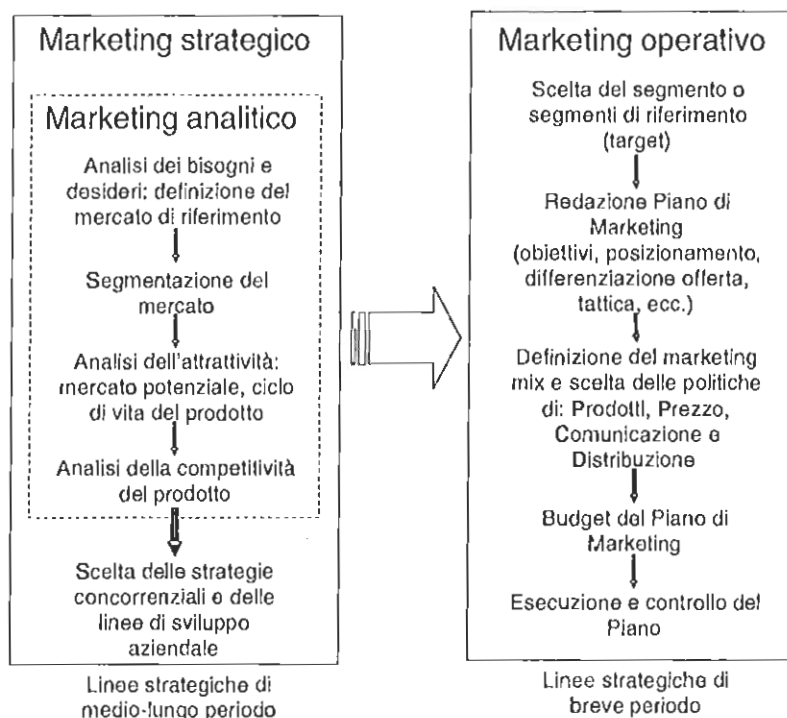 Marketing strategico
Marketing analitico
Analisi dei bisogni e
desideri: definizione del
mercato di riferimento
Segmentazione del
mercato
Analisi dell'attrattività:
mercato potenziale, ciclo
di vita del prodotto
Analisi della competitività
del prodotto
Scelta delle strategie
concorrenziali e delle
linee di sviluppo
aziendale
Linee strategiche di
medio-lungo periodo
Marketing operativo
Scelta del segmento o
segmenti di riferimento
(target)
Redazione Piano di
Marketing
(obiettivi, posizionamento,
differenziazione offerta,
tattica, ecc.)
Definizione del marketing
mix e scelta delle politiche
di: Prodotti, Prezzo,
Comunicazione e
Distribuzione
Budget del Piano di
Marketing
Esecuzione e controllo del
Piano
Linee strategiche di
breve periodo